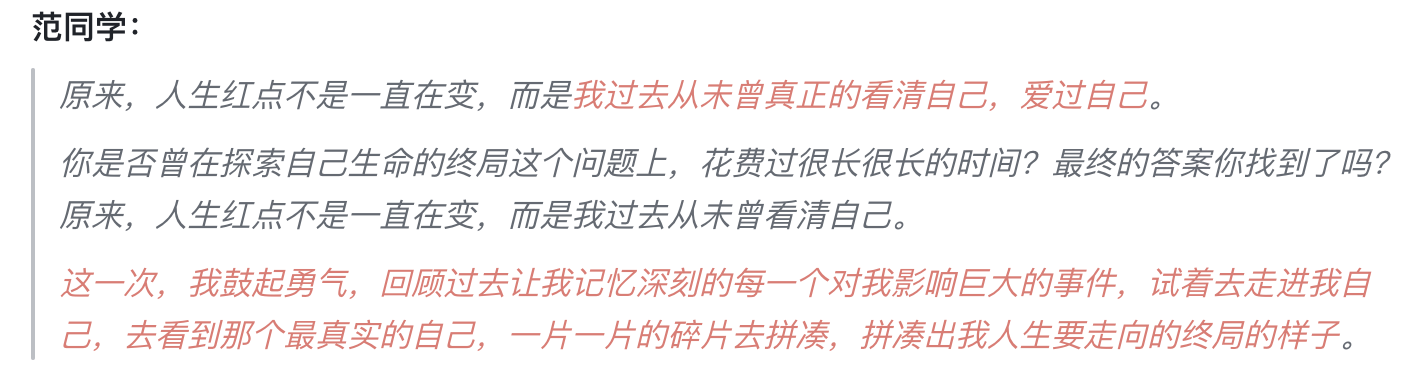 范同学：
原来，人生红点不是一直在变，而是我过去从未曾真正的看清自己，爱过自己。
你是否曾在探索自己生命的终局这个问题上，花费过很长很长的时间？最终的答案你找到了吗？
原来，人生红点不是一直在变，而是我过去从未曾看清自己。
这一次，我鼓起勇气，回顾过去让我记忆深刻的每一个对我影响巨大的事件，试着去走进我自
己，去看到那个最真实的自己，一片一片的碎片去拼凑，拼凑出我人生要走向的终局的样子。